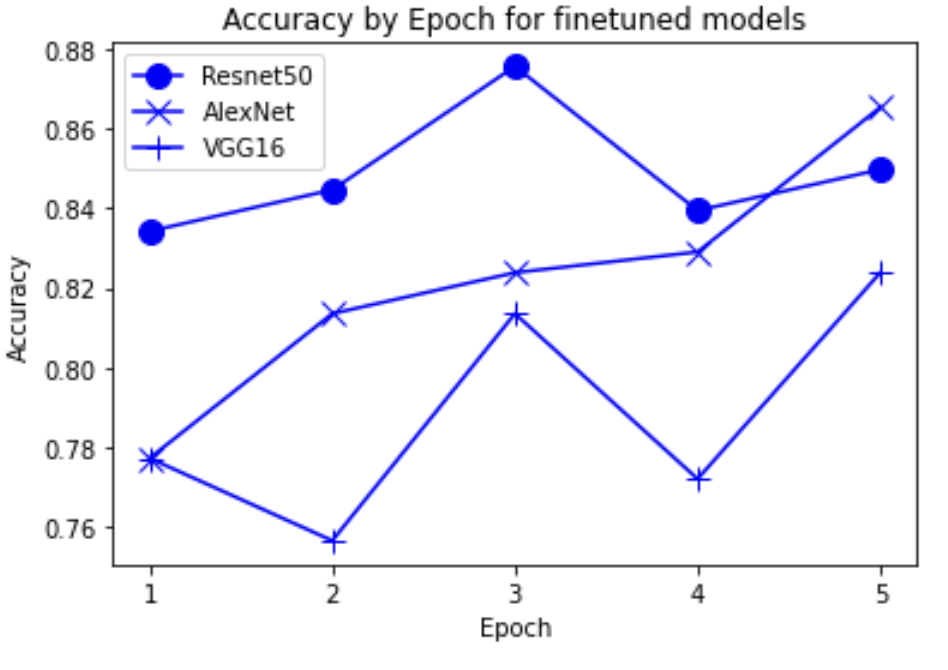 Accuracy by Epoch for finetuned models
0.88
0.86
0.84
0.82
0.80
0.78
0.76
Accuracy
Resnet50
AlexNet
VGG16
1 2 3 4 5
Epoch